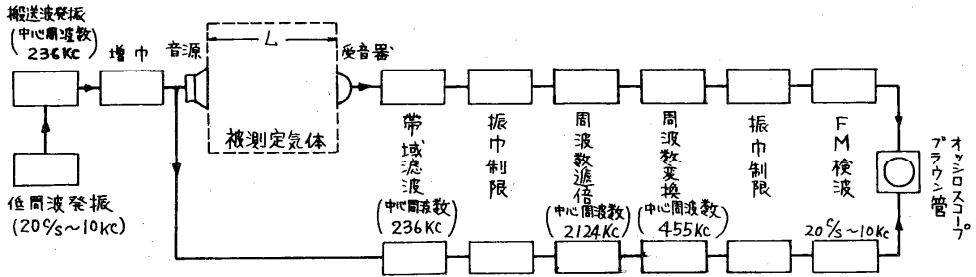 搬送波発振
(中心周波数)
236KC
増巾
音源
L
受音器
被測定気体
低周波発振
(20c/s～10KC)
帯域濾波
(中心周波数)
236KC
振巾制限
周波数逓倍
(中心周波数)
2124KC
周波数変換
(中心周波数)
455KC
振巾制限
FM検波
20c/s～10KC
オッシロスコープ
ブラウン管